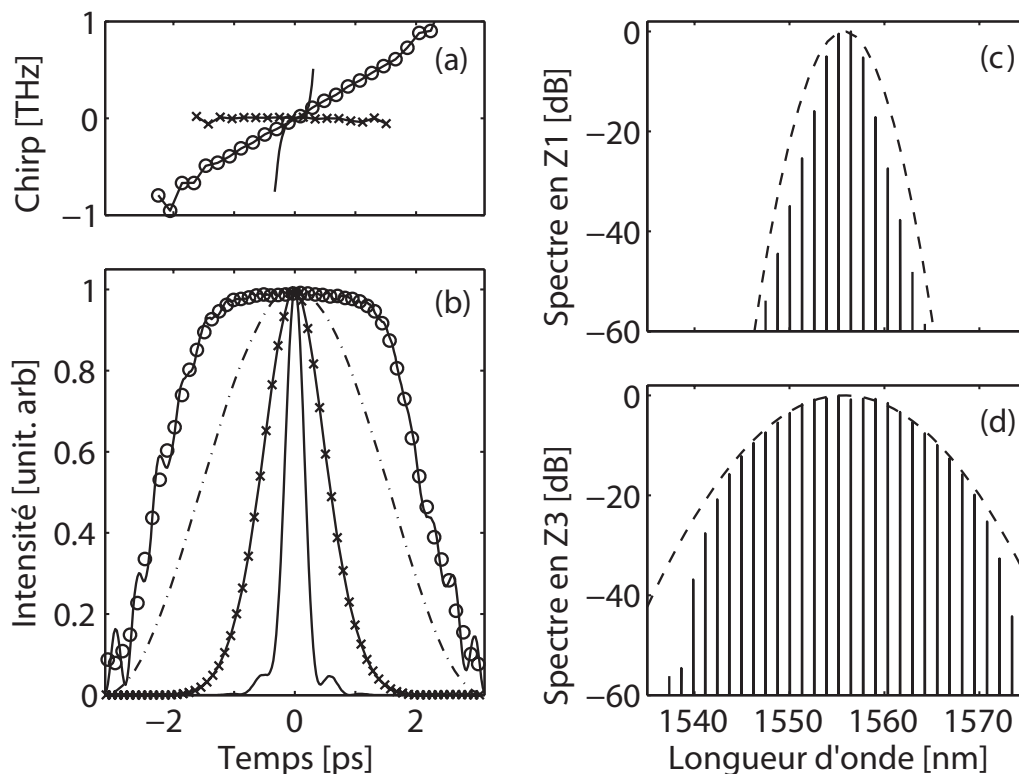 1
0
−1
Chirp [THz]
(a)
1
0.8
0.6
0.4
0.2
0
Intensité [unit. arb]
(b)
−2
0
2
Temps [ps]
0
−20
−40
−60
Spectre en Z1 [dB]
(c)
0
−20
−40
−60
Spectre en Z3 [dB]
(d)
1540
1550
1560
1570
Longueur d'onde [nm]